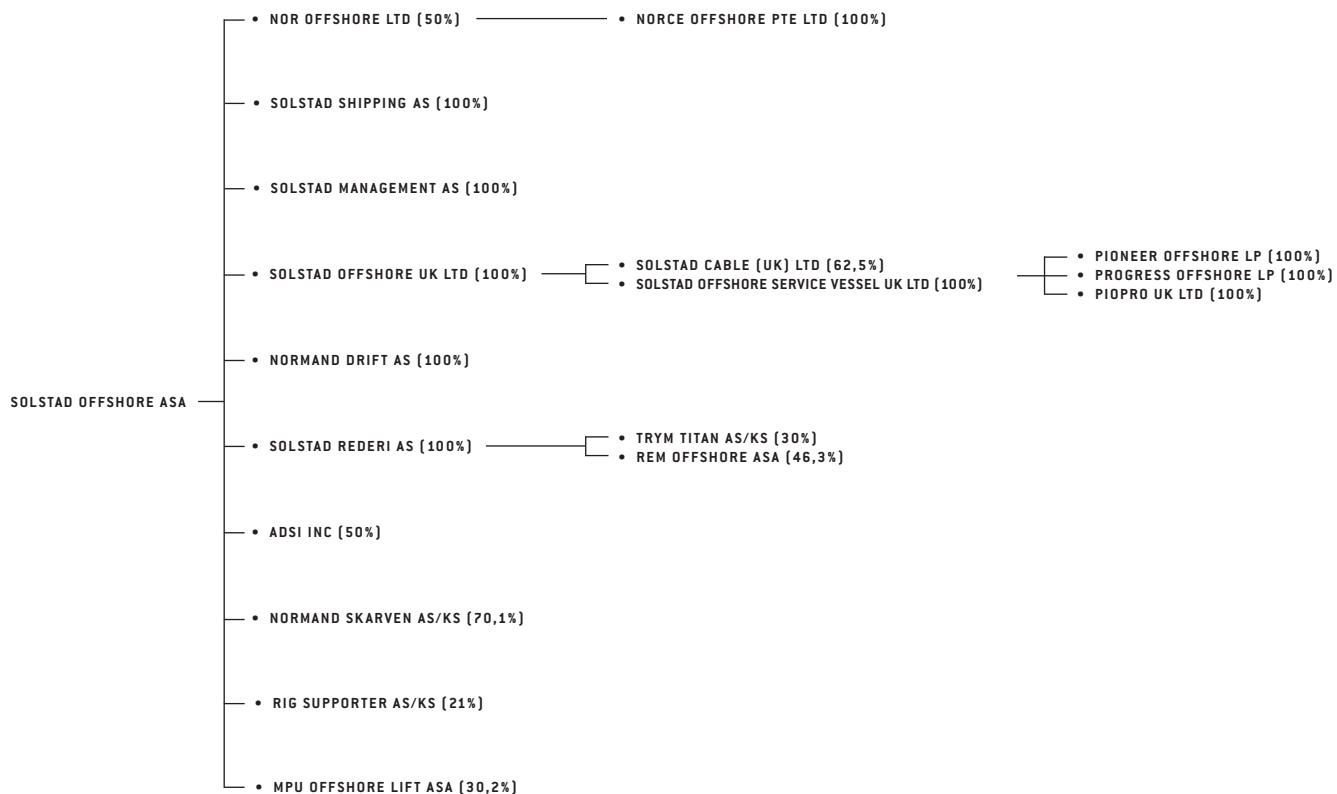 • NOR OFFSHORE LTD (50%)
• NORCE OFFSHORE PTE LTD (100%)
• SOLSTAD SHIPPING AS (100%)
• SOLSTAD MANAGEMENT AS (100%)
• SOLSTAD OFFSHORE UK LTD (100%)
• SOLSTAD CABLE (UK) LTD (62,5%)
• SOLSTAD OFFSHORE SERVICE VESSEL UK LTD (100%)
• PIONEER OFFSHORE LP (100%)
• PROGRESS OFFSHORE LP (100%)
• PIOPRO UK LTD (100%)
• NORMAND DRIFT AS (100%)
SOLSTAD OFFSHORE ASA
• SOLSTAD REDERI AS (100%)
• TRYM TITAN AS/KS (30%)
• REM OFFSHORE ASA (46,3%)
• ADSI INC (50%)
• NORMAND SKARVEN AS/KS (70,1%)
• RIG SUPPORTER AS/KS (21%)
• MPU OFFSHORE LIFT ASA (30,2%)